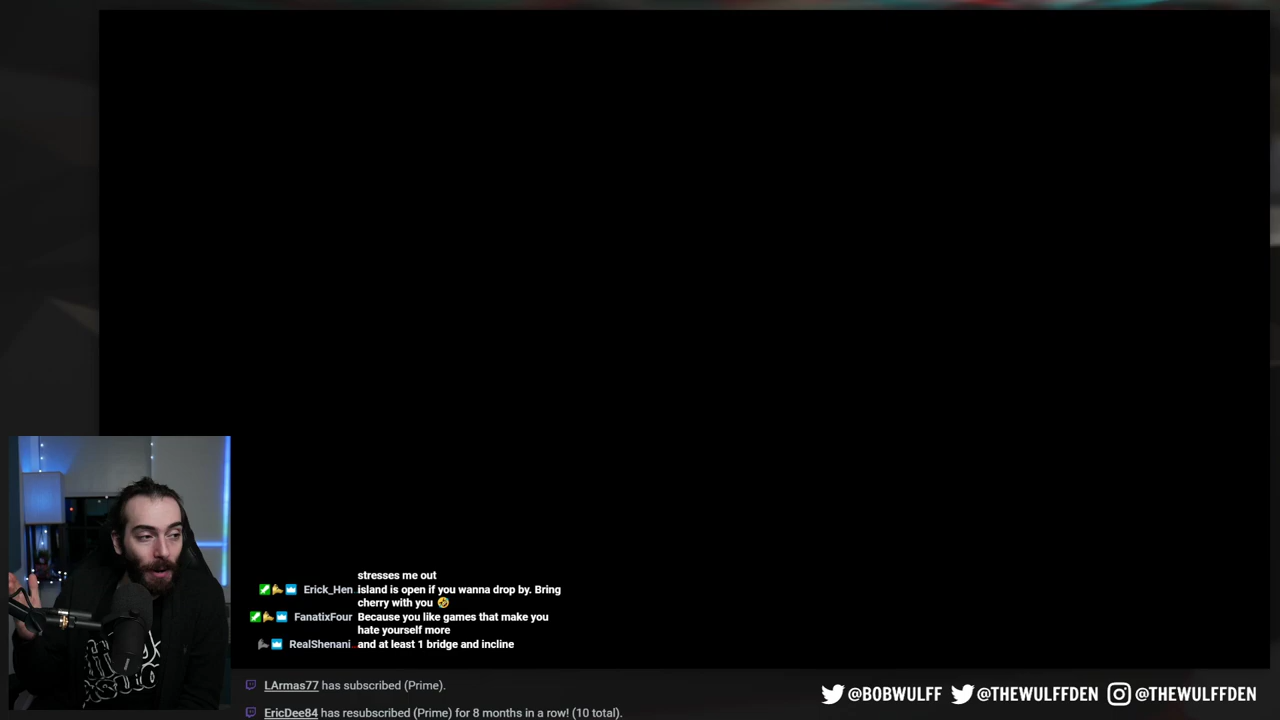 stresses me out
Erick_Hen… island is open if you wanna drop by. Bring
cherry with you 🤣
FanatixFour Because you like games that make you
hate yourself more
RealShenani… and at least 1 bridge and incline
LArmas77 has subscribed (Prime).
EricDee84 has resubscribed (Prime) for 8 months in a row! (10 total).
@BOBWULFF @THEWULFFDEN @THEWULFFDEN